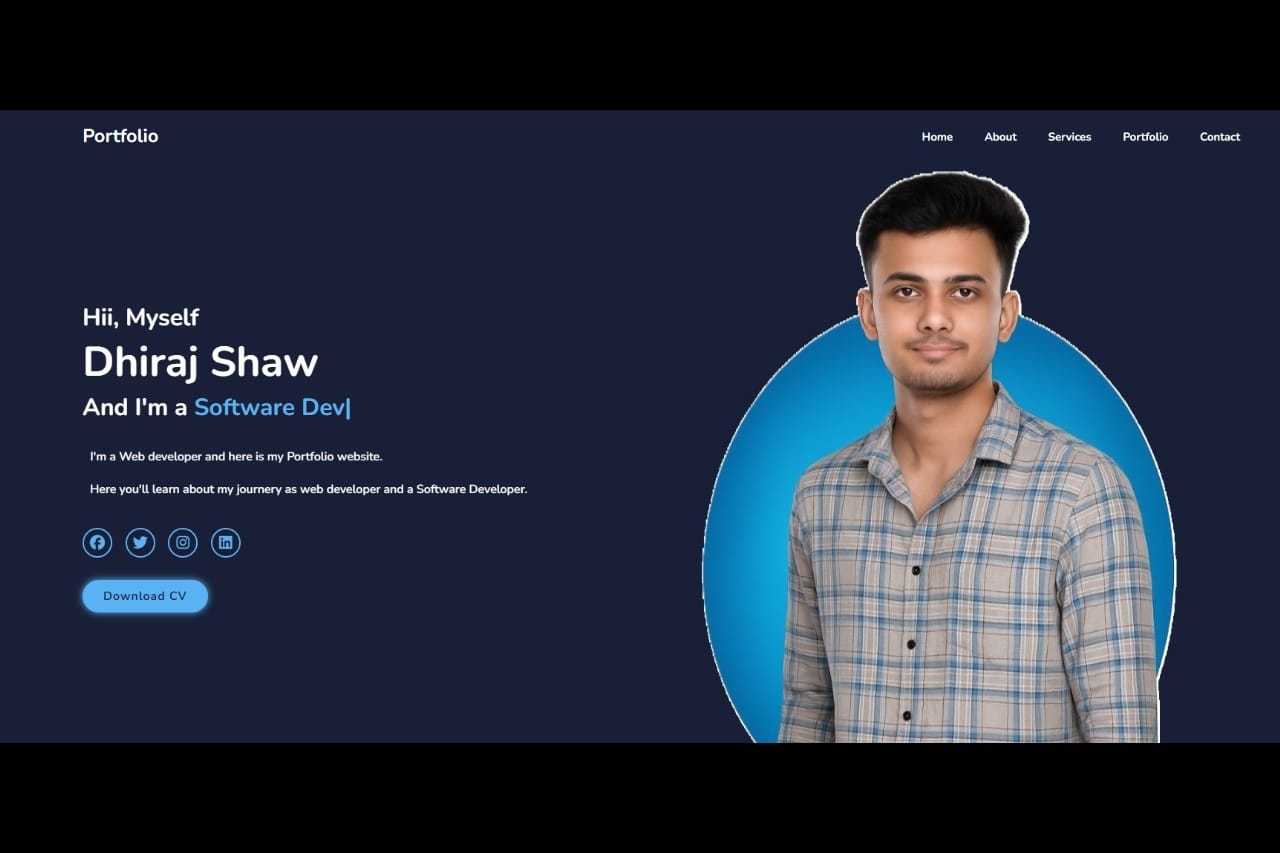 Portfolio
Home About Services Portfolio Contact
Hii, Myself
Dhiraj Shaw
And I'm a Software Dev|
I'm a Web developer and here is my Portfolio website.
Here you'll learn about my journery as web developer and a Software Developer.
Download CV